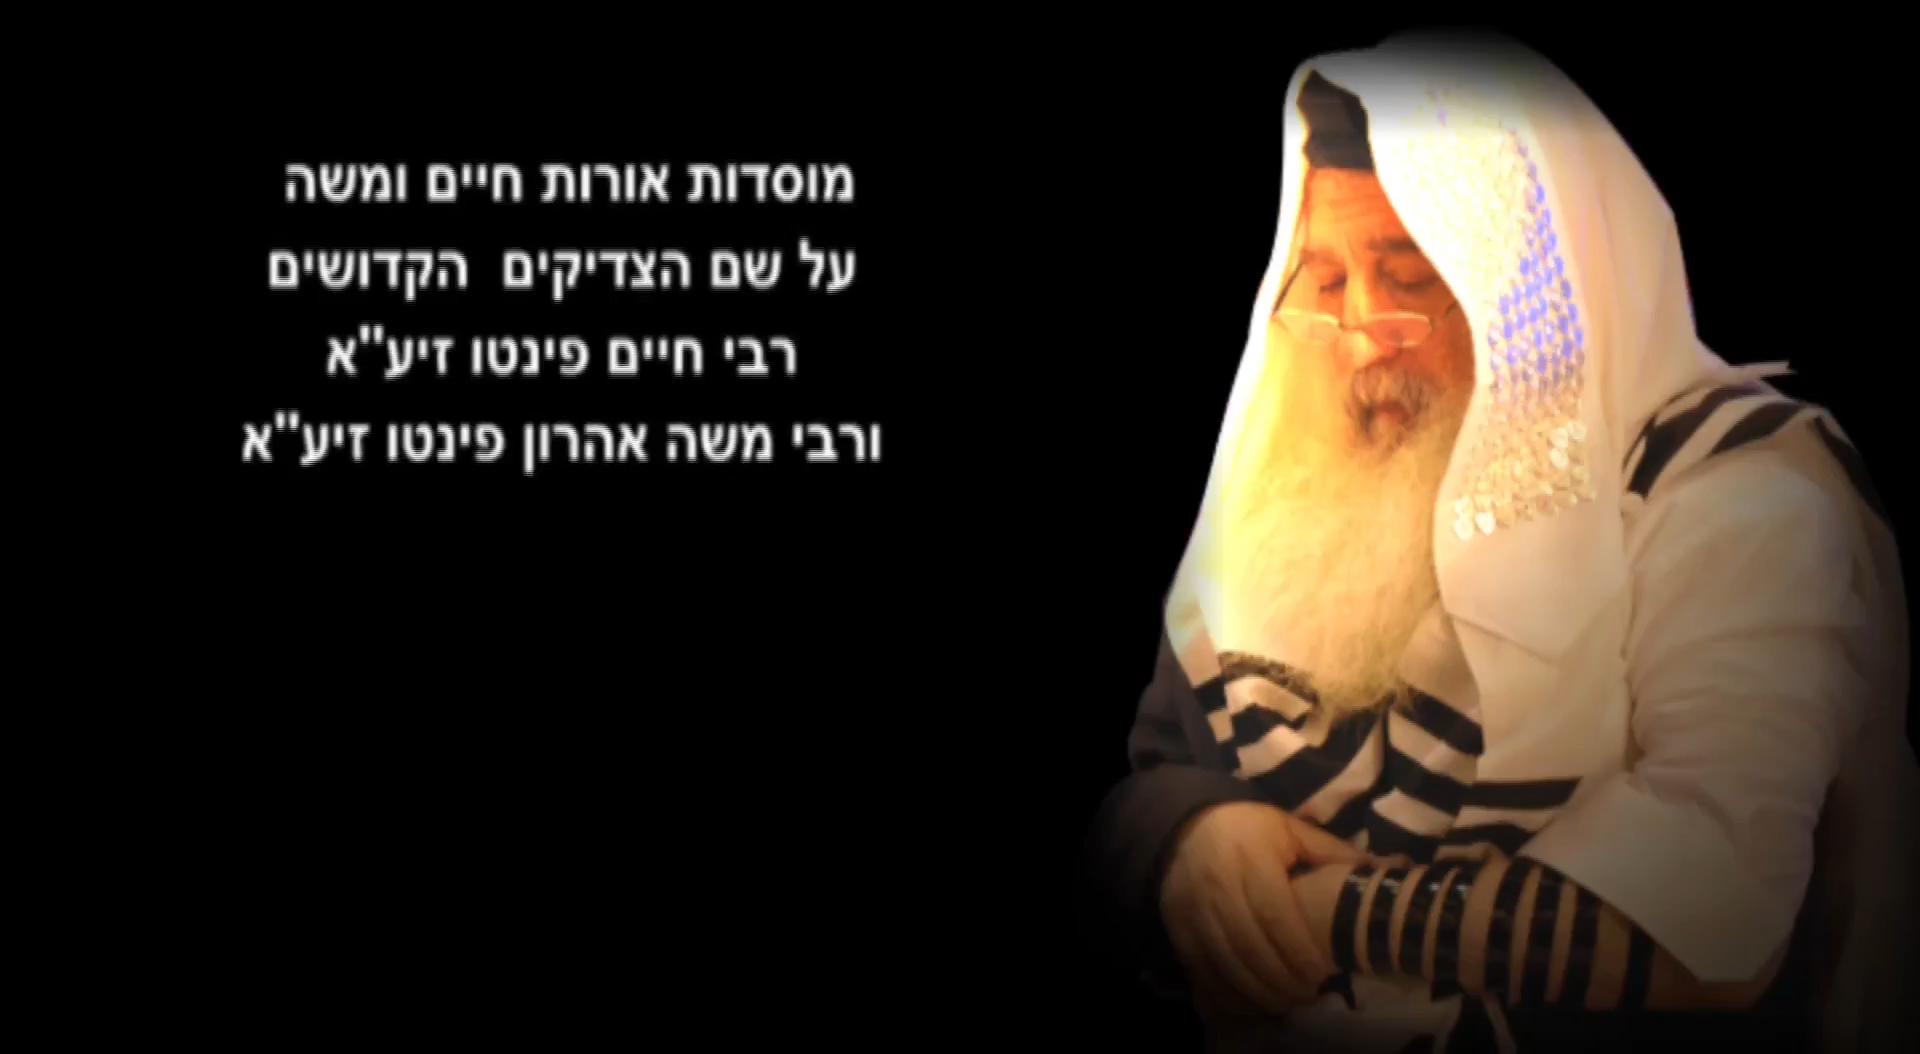 מוסדות אורות חיים ומשה
על שם הצדיקים הקדושים
רבי חיים פינטו זיע"א
ורבי משה אהרון פינטו זיע"א